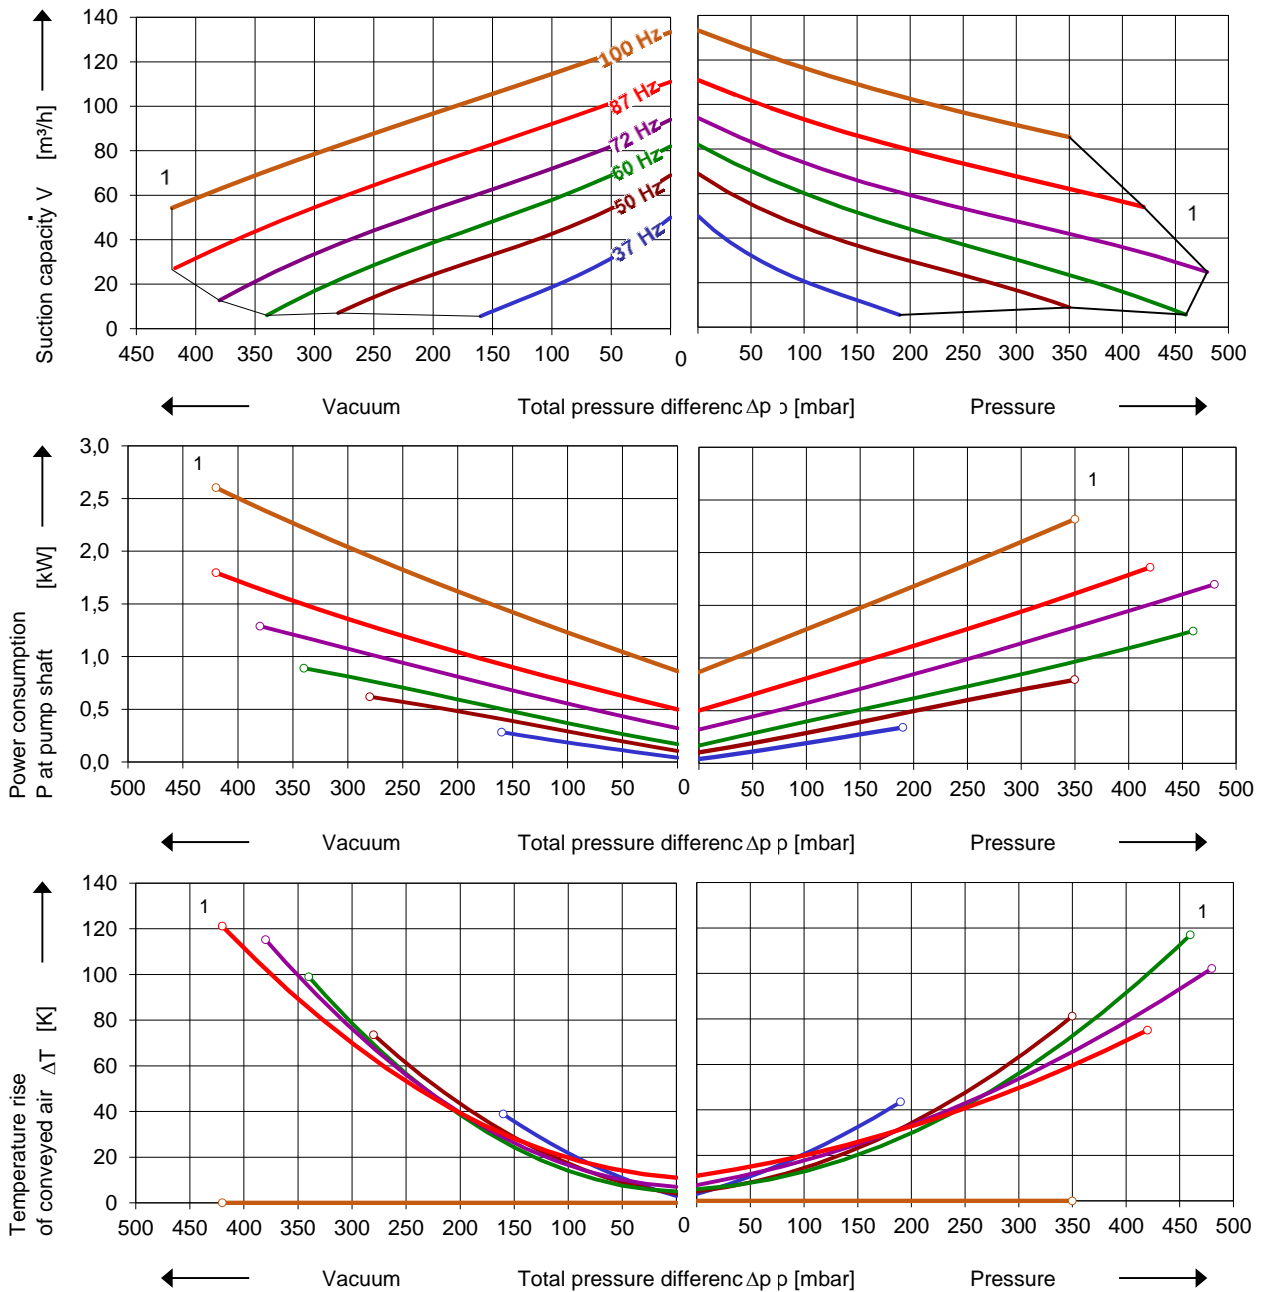 Suction capacity V̇ [m³/h]
140
120
100
80
60
40
20
0
1
100 Hz
87 Hz
72 Hz
60 Hz
50 Hz
37 Hz
1
450 400 350 300 250 200 150 100 50 0 50 100 150 200 250 300 350 400 450 500
Vacuum Total pressure differenc Δp p [mbar] Pressure
Power consumption
P at pump shaft [kW]
3,0
2,5
2,0
1,5
1,0
0,5
0,0
1
1
500 450 400 350 300 250 200 150 100 50 0 50 100 150 200 250 300 350 400 450 500
Vacuum Total pressure differenc Δp p [mbar] Pressure
Temperature rise
of conveyed air ΔT [K]
140
120
100
80
60
40
20
0
1
1
500 450 400 350 300 250 200 150 100 50 0 50 100 150 200 250 300 350 400 450 500
Vacuum Total pressure differenc Δp p [mbar] Pressure